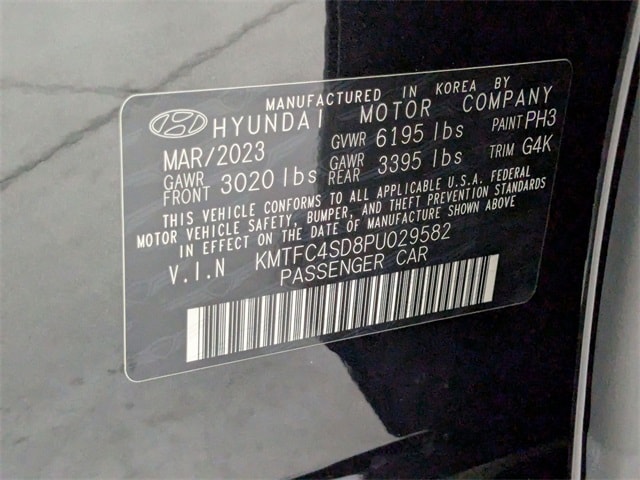 MANUFACTURED IN KOREA BY
HYUNDAI MOTOR COMPANY
MAR/2023 GVWR 6195 lbs PAINT PH3
GAWR FRONT 3020 lbs GAWR REAR 3395 lbs TRIM G4K
THIS VEHICLE CONFORMS TO ALL APPLICABLE U.S.A. FEDERAL
MOTOR VEHICLE SAFETY, BUMPER, AND THEFT PREVENTION STANDARDS
IN EFFECT ON THE DATE OF MANUFACTURE SHOWN ABOVE
V.I.N KMTFC4SD8PU029582
PASSENGER CAR